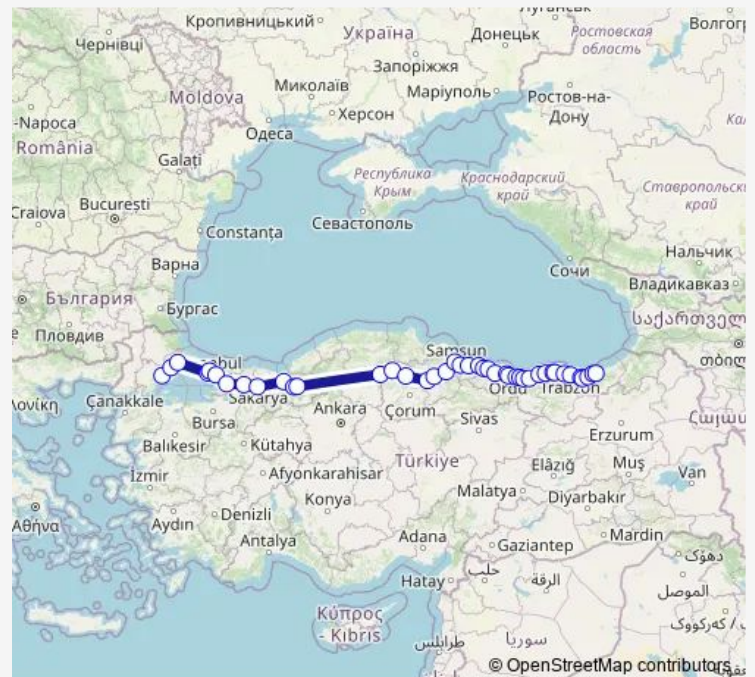 Кропивницький
Луганськ
Чернівці
Україна
Донецьк
Ростовская
область
Волгогр
Запоріжжя
Миколаїв
Маріуполь
Moldova
Ростов-на-
Дону
-Napoca
Херсон
Одеса
România
Galați
Республика
Крым
Краснодарский
край
Ставропольск
край
București
Craiova
Constanța
Севастополь
Варна
Нальчик
Сочи
Владикавказ
България
Бургас
Пловдив
Samsun
Çanakkale
Sakarya
Ordu
Trabzon
Ankara
Çorum
Bursa
Sivas
Balıkesir
Kütahya
Erzurum
Türkiye
İzmir
Afyonkarahisar
Elâzığ
Muş
Van
Konya
Malatya
Diyarbakır
Αθήνα
Aydın
Denizli
Antalya
Adana
Gaziantep
Mardin
دهۆک
Hatay
حلب
الرقة
الموصل
Κύπρος
- Kıbrıs
طرابلس
سوريا
© OpenStreetMap contributors